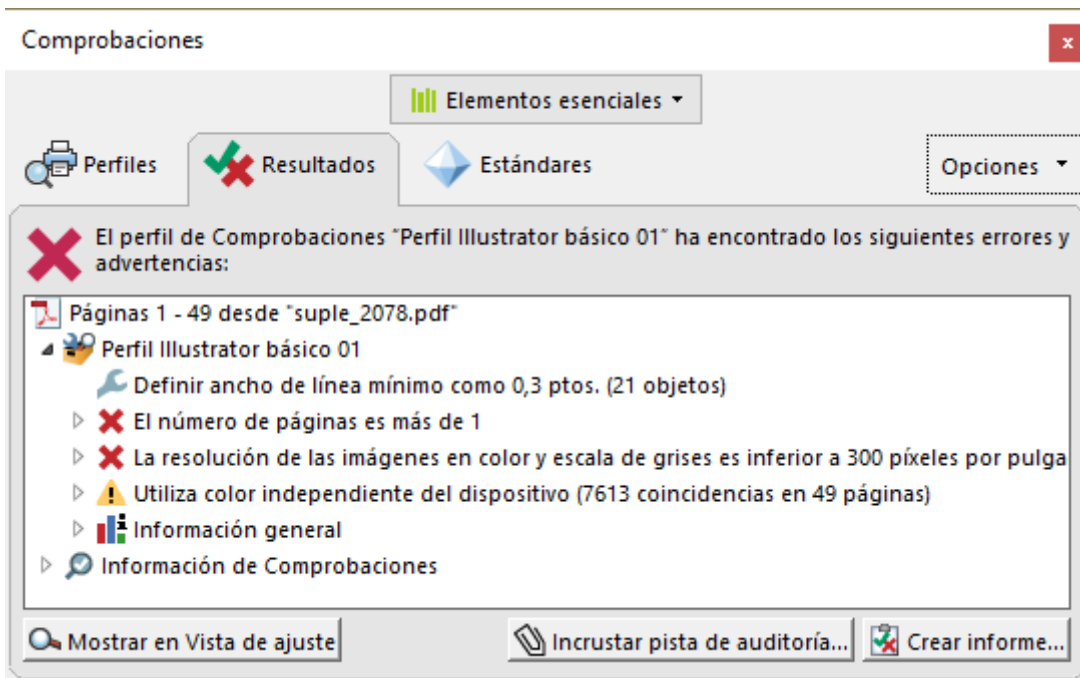 Comprobaciones
x
Elementos esenciales
Perfiles
Resultados
Estándares
Opciones
El perfil de Comprobaciones "Perfil Illustrator básico 01" ha encontrado los siguientes errores y
advertencias:
Páginas 1 - 49 desde "suple_2078.pdf"
Perfil Illustrator básico 01
Definir ancho de línea mínimo como 0,3 ptos. (21 objetos)
El número de páginas es más de 1
La resolución de las imágenes en color y escala de grises es inferior a 300 píxeles por pulga
Utiliza color independiente del dispositivo (7613 coincidencias en 49 páginas)
Información general
Información de Comprobaciones
Mostrar en Vista de ajuste
Incrustar pista de auditoría...
Crear informe...